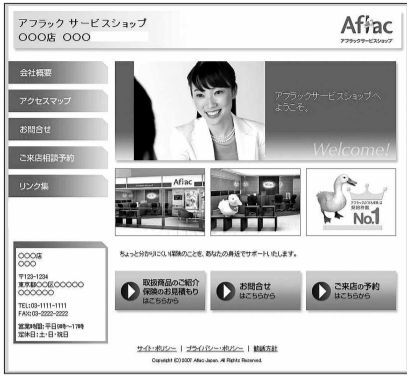 アフラック サービスショップ
○○○店 ○○○
Aflac
アフラックサービスショップ
会社概要
アクセスマップ
お問合せ
ご来店相談予約
リンク集
アフラックサービスショップへ
ようこそ。
Welcome!
Aflac
契約件数
No.1
○○○店
○○○
〒123-1234
東京都○○区○○○○○
○○○○○○
TEL:03-1111-1111
FAX:03-2222-2222
営業時間:平日9時～17時
定休日:土・日・祝日
ちょっと分かりにくい保険のことを、あなたの身近でサポートいたします。
取扱商品のご紹介
保険のお見積もり
はこちらから
お問合せ
はこちらから
ご来店の予約
はこちらから
サイト・ポリシー | プライバシー・ポリシー | 勧誘方針
Copyright (C) 2007 Aflac Japan. All Rights Reserved.